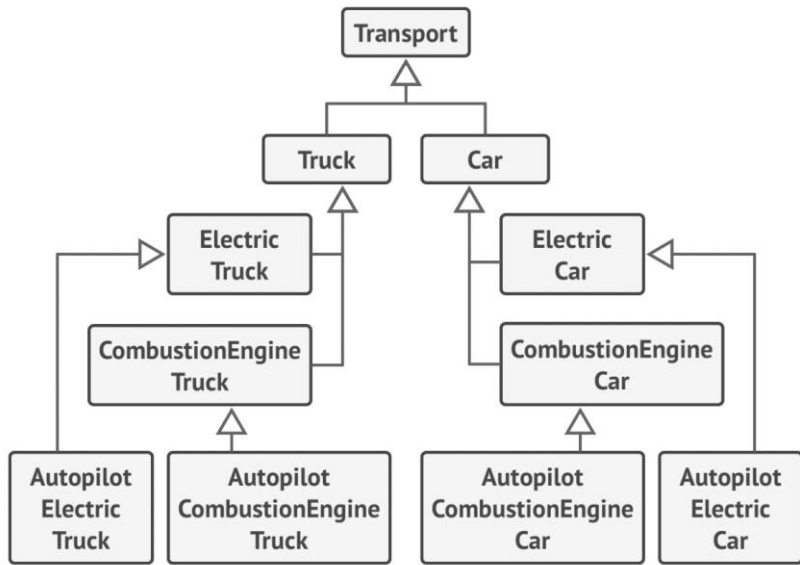 Transport
Truck
Car
Electric
Truck
Electric
Car
CombustionEngine
Truck
CombustionEngine
Car
Autopilot
Electric
Truck
Autopilot
CombustionEngine
Truck
Autopilot
CombustionEngine
Car
Autopilot
Electric
Car